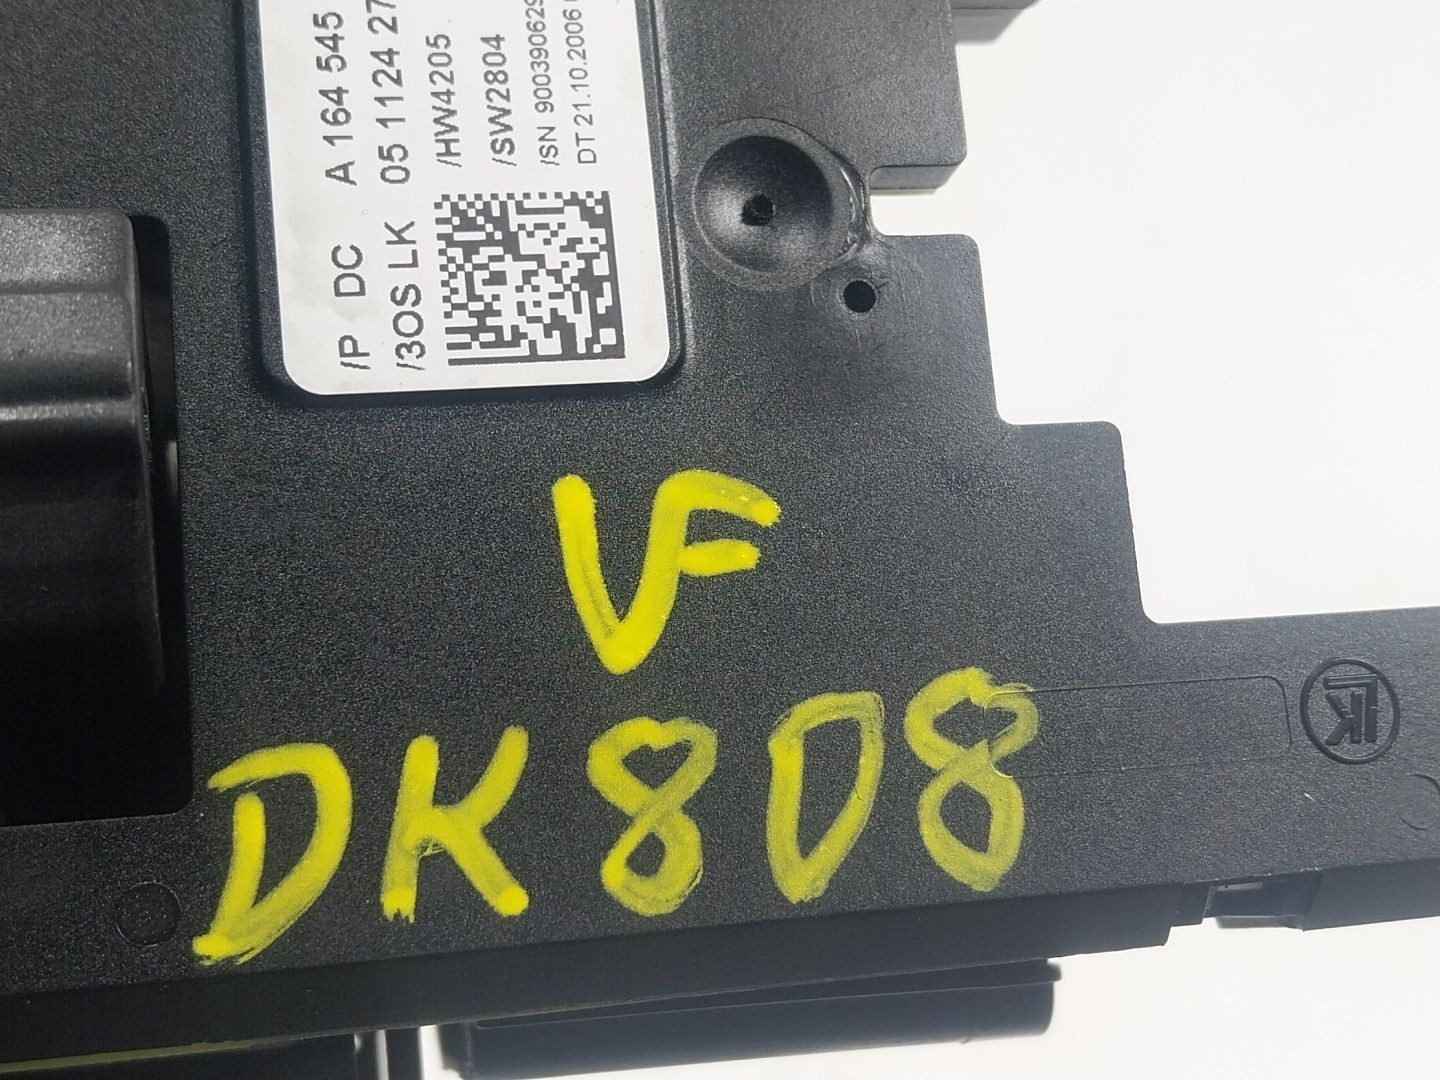 /P DC A 164 545
/3OS LK 05 1124 27
/HW4205
/SW2804
/SN 90039062
DT 21.10.2006
VF
DK808